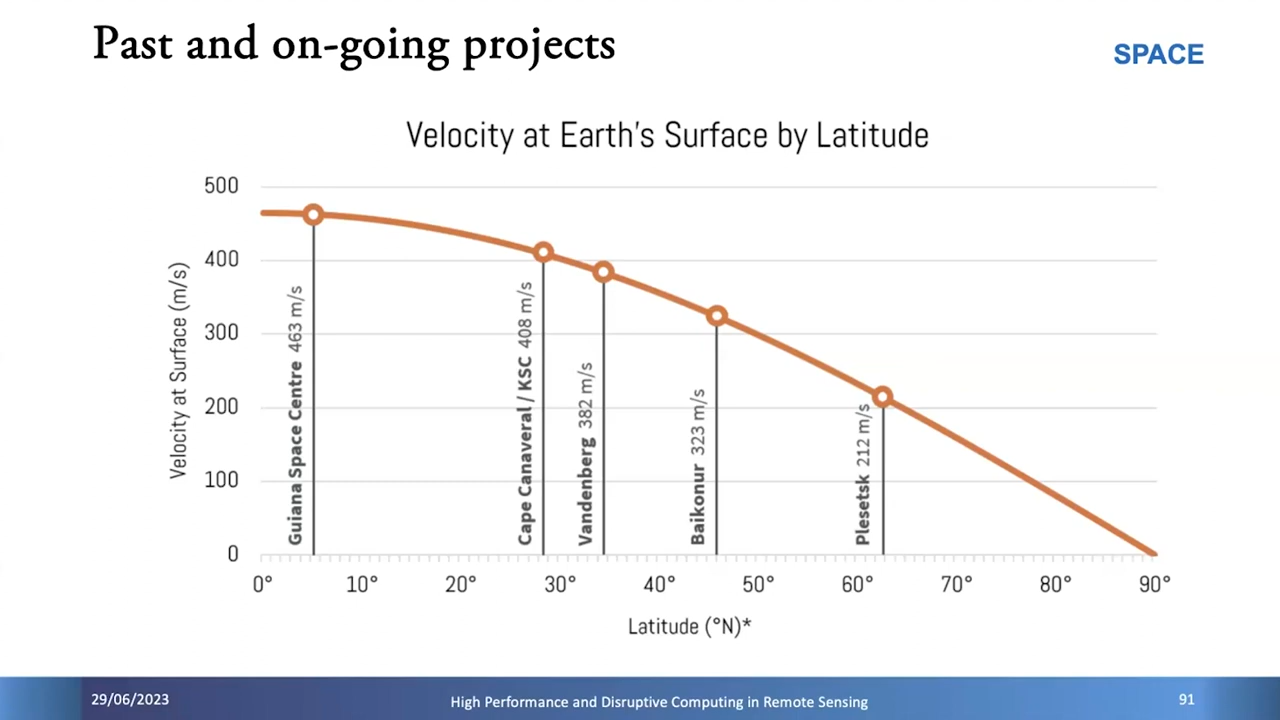 Past and on-going projects
SPACE
Velocity at Earth's Surface by Latitude
Velocity at Surface (m/s)
500
400
300
200
100
0
Guiana Space Centre 463 m/s
Cape Canaveral / KSC 408 m/s
Vandenberg 382 m/s
Baikonur 323 m/s
Plesetsk 212 m/s
0° 10° 20° 30° 40° 50° 60° 70° 80° 90°
Latitude (°N)*
29/06/2023
High Performance and Disruptive Computing in Remote Sensing
91